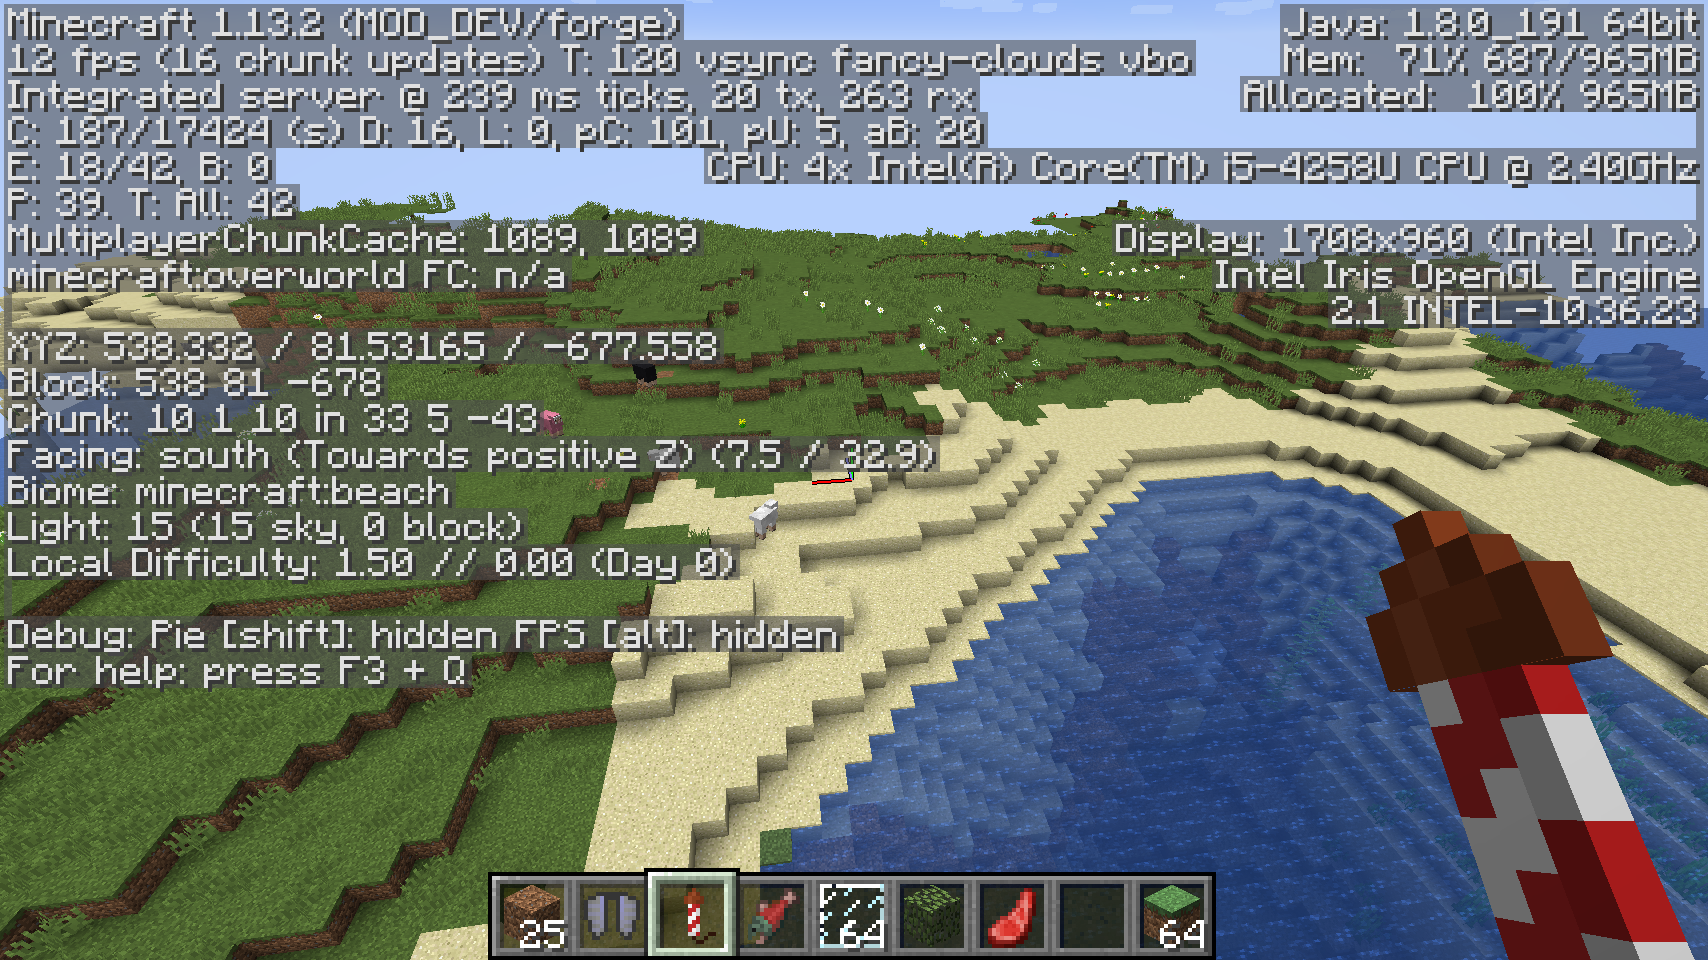 Minecraft 1.13.2 (MOD_DEV/forge)
12 fps (16 chunk updates) T: 120 vsync fancy-clouds vbo
Integrated server @ 239 ms ticks, 20 tx, 263 rx
C: 187/17424 (s) D: 16, L: 0, pC: 101, pU: 5, aB: 20
E: 18/42, B: 0
P: 39. T: All: 42
MultiplayerChunkCache: 1089, 1089
minecraft:overworld FC: n/a
XYZ: 538.332 / 81.53165 / -677.558
Block: 538 81 -678
Chunk: 10 1 10 in 33 5 -43
Facing: south (Towards positive Z) (7.5 / 32.9)
Biome: minecraft:beach
Light: 15 (15 sky, 0 block)
Local Difficulty: 1.50 // 0.00 (Day 0)
Debug: Pie [shift]: hidden FPS [alt]: hidden
For help: press F3 + Q
Java: 1.8.0_191 64bit
Mem: 71% 687/965MB
Allocated: 100% 965MB
CPU: 4x Intel(R) Core(TM) i5-4258U CPU @ 2.40GHz
Display: 1708x960 (Intel Inc.)
Intel Iris OpenGL Engine
2.1 INTEL-10.36.23
25
64
64